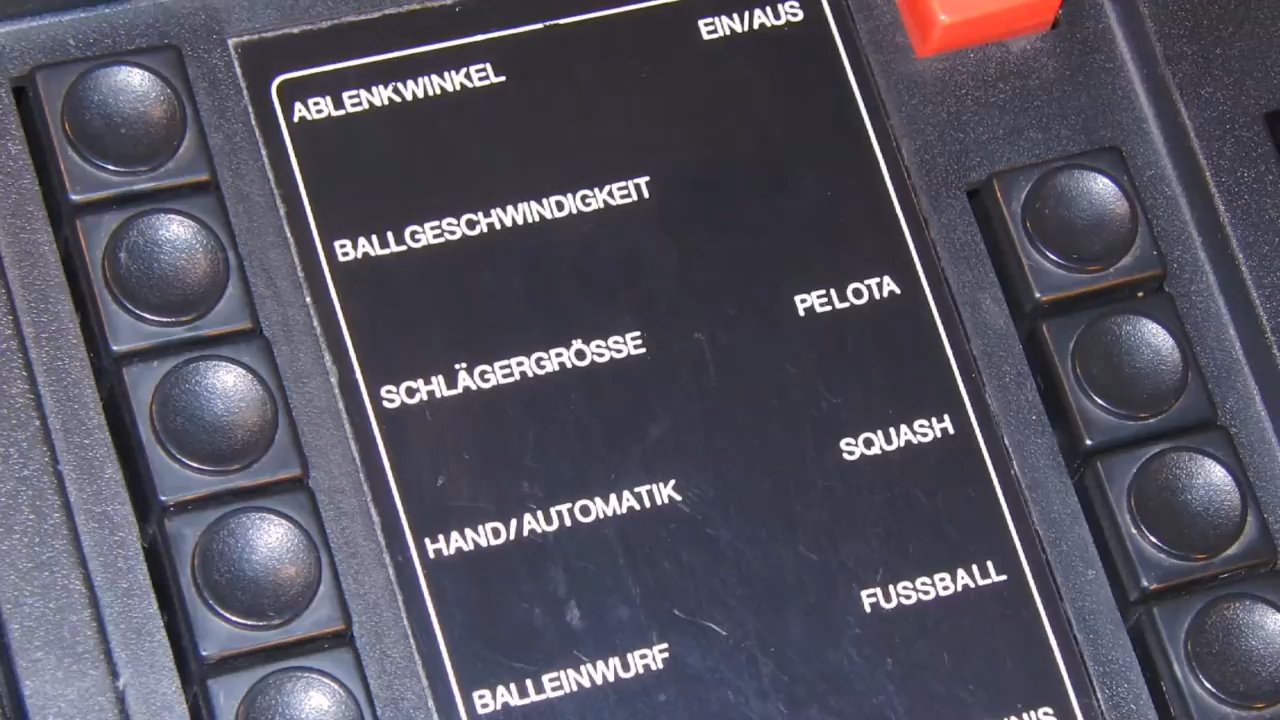 EIN/AUS
ABLENKWINKEL
BALLGESCHWINDIGKEIT
PELOTA
SCHLÄGERGRÖSSE
SQUASH
HAND/AUTOMATIK
FUSSBALL
BALLEINWURF